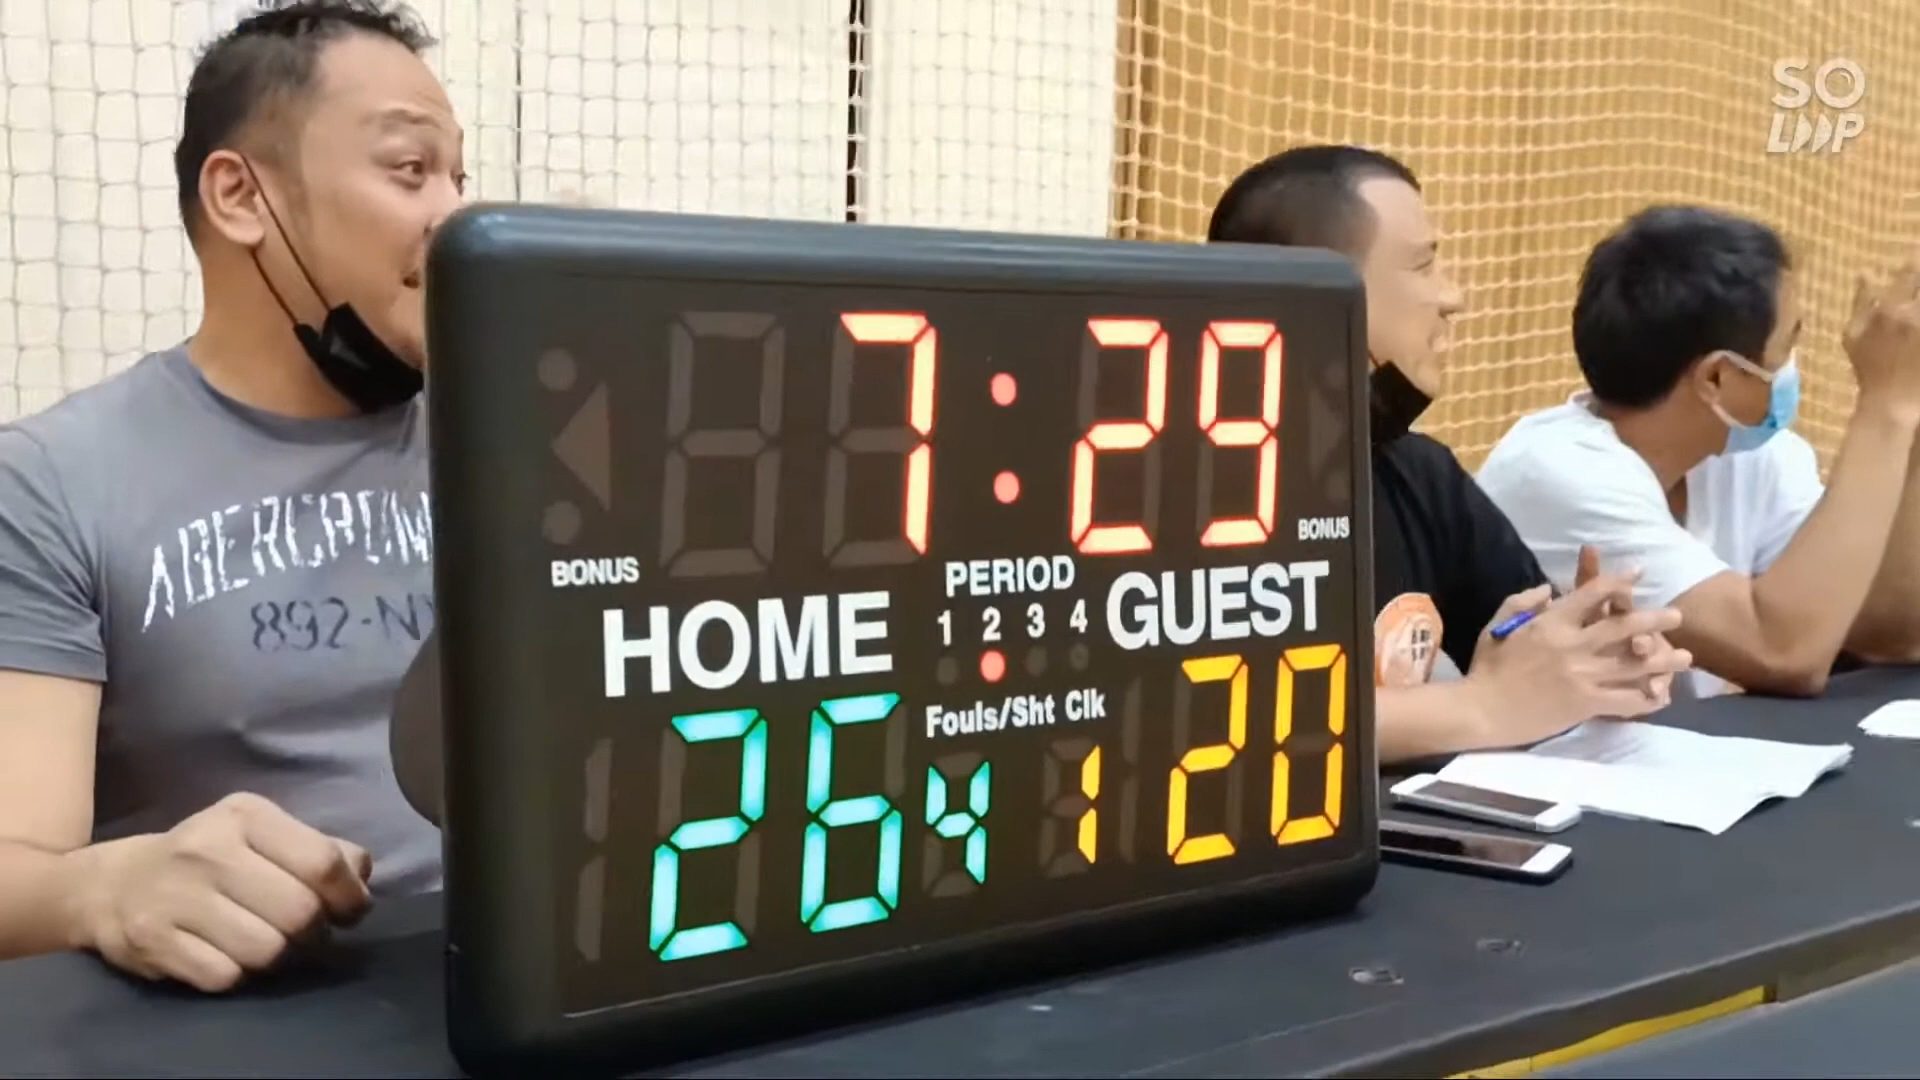 SO
LOOP
7:29
BONUS
BONUS
PERIOD
1 2 3 4
HOME
GUEST
Fouls/Sht Clk
26 4 1 20
892-NY